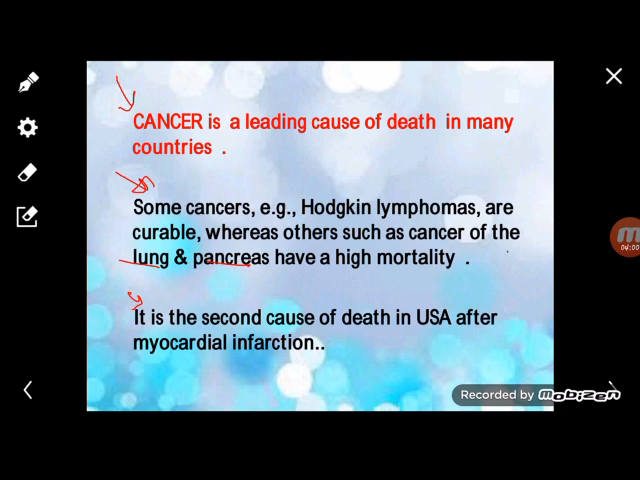 CANCER is a leading cause of death in many
countries .
Some cancers, e.g., Hodgkin lymphomas, are
curable, whereas others such as cancer of the
lung & pancreas have a high mortality .
It is the second cause of death in USA after
myocardial infarction..
04:00
Recorded by mobizen